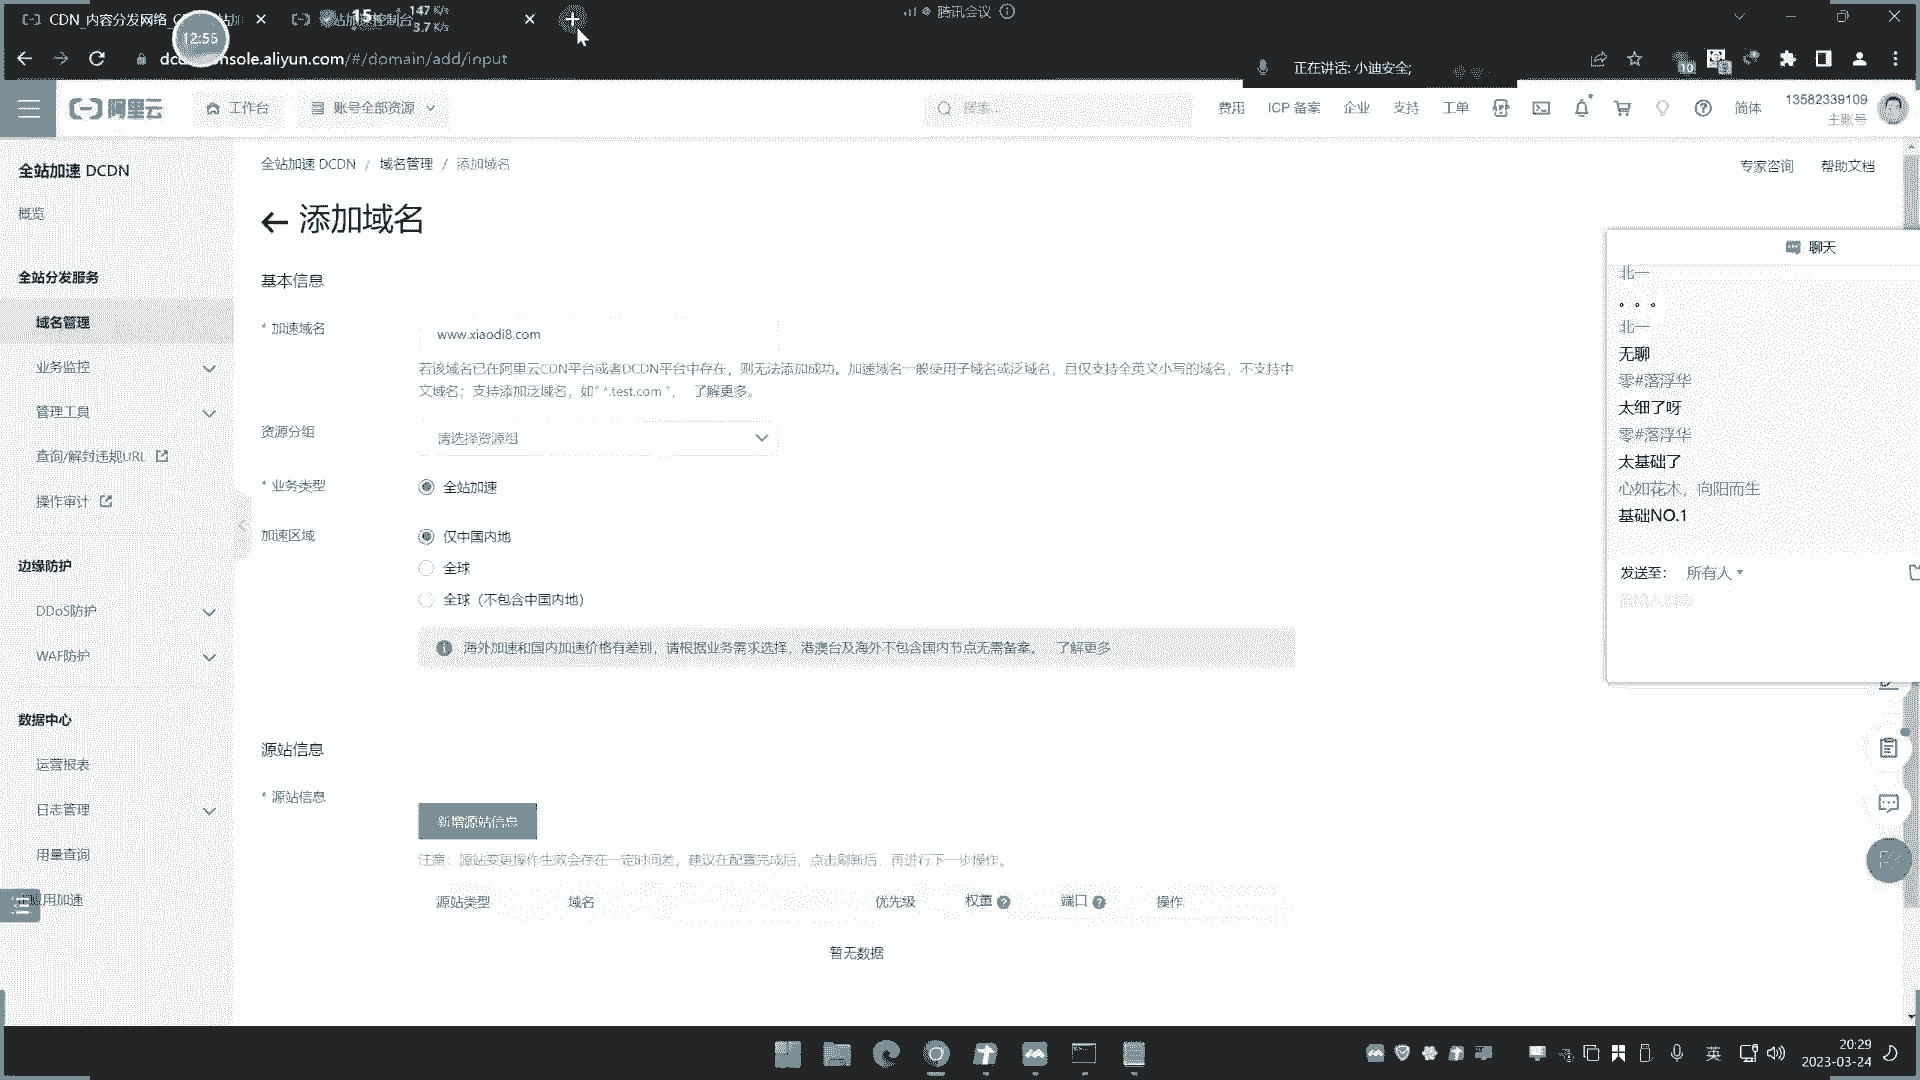 CDN_内容分发网络_C
站加
站加速控制台
15
147 K/s
3.7 K/s
腾讯会议
12:55
dc
nsole.aliyun.com/#/domain/add/input
正在讲话: 小迪安全;
10
阿里云
工作台
账号全部资源
搜索...
费用
ICP 备案
企业
支持
工单
简体
13582339109
主账号
全站加速 DCDN
概览
全站分发服务
域名管理
业务监控
管理工具
查询/解封违规URL
操作审计
边缘防护
DDoS防护
WAF防护
数据中心
运营报表
日志管理
用量查询
应用加速
全站加速 DCDN / 域名管理 / 添加域名
专家咨询
帮助文档
添加域名
基本信息
* 加速域名
www.xiaodi8.com
若该域名已在阿里云CDN平台或者DCDN平台中存在，则无法添加成功。加速域名一般使用子域名或泛域名，且仅支持全英文小写的域名，不支持中
文域名；支持添加泛域名，如" *.test.com "， 了解更多。
资源分组
请选择资源组
* 业务类型
全站加速
加速区域
仅中国内地
全球
全球（不包含中国内地）
海外加速和国内加速价格有差别，请根据业务需求选择，港澳台及海外不包含国内节点无需备案。 了解更多
源站信息
* 源站信息
新增源站信息
注意：源站变更操作生效会存在一定时间差，建议在配置完成后，点击刷新后，再进行下一步操作。
源站类型
域名
优先级
权重
端口
操作
暂无数据
聊天
北一
。。。
北一
无聊
零#落浮华
太细了呀
零#落浮华
太基础了
心如花木，向阳而生
基础NO.1
发送至:
所有人
英
20:29
2023-03-24